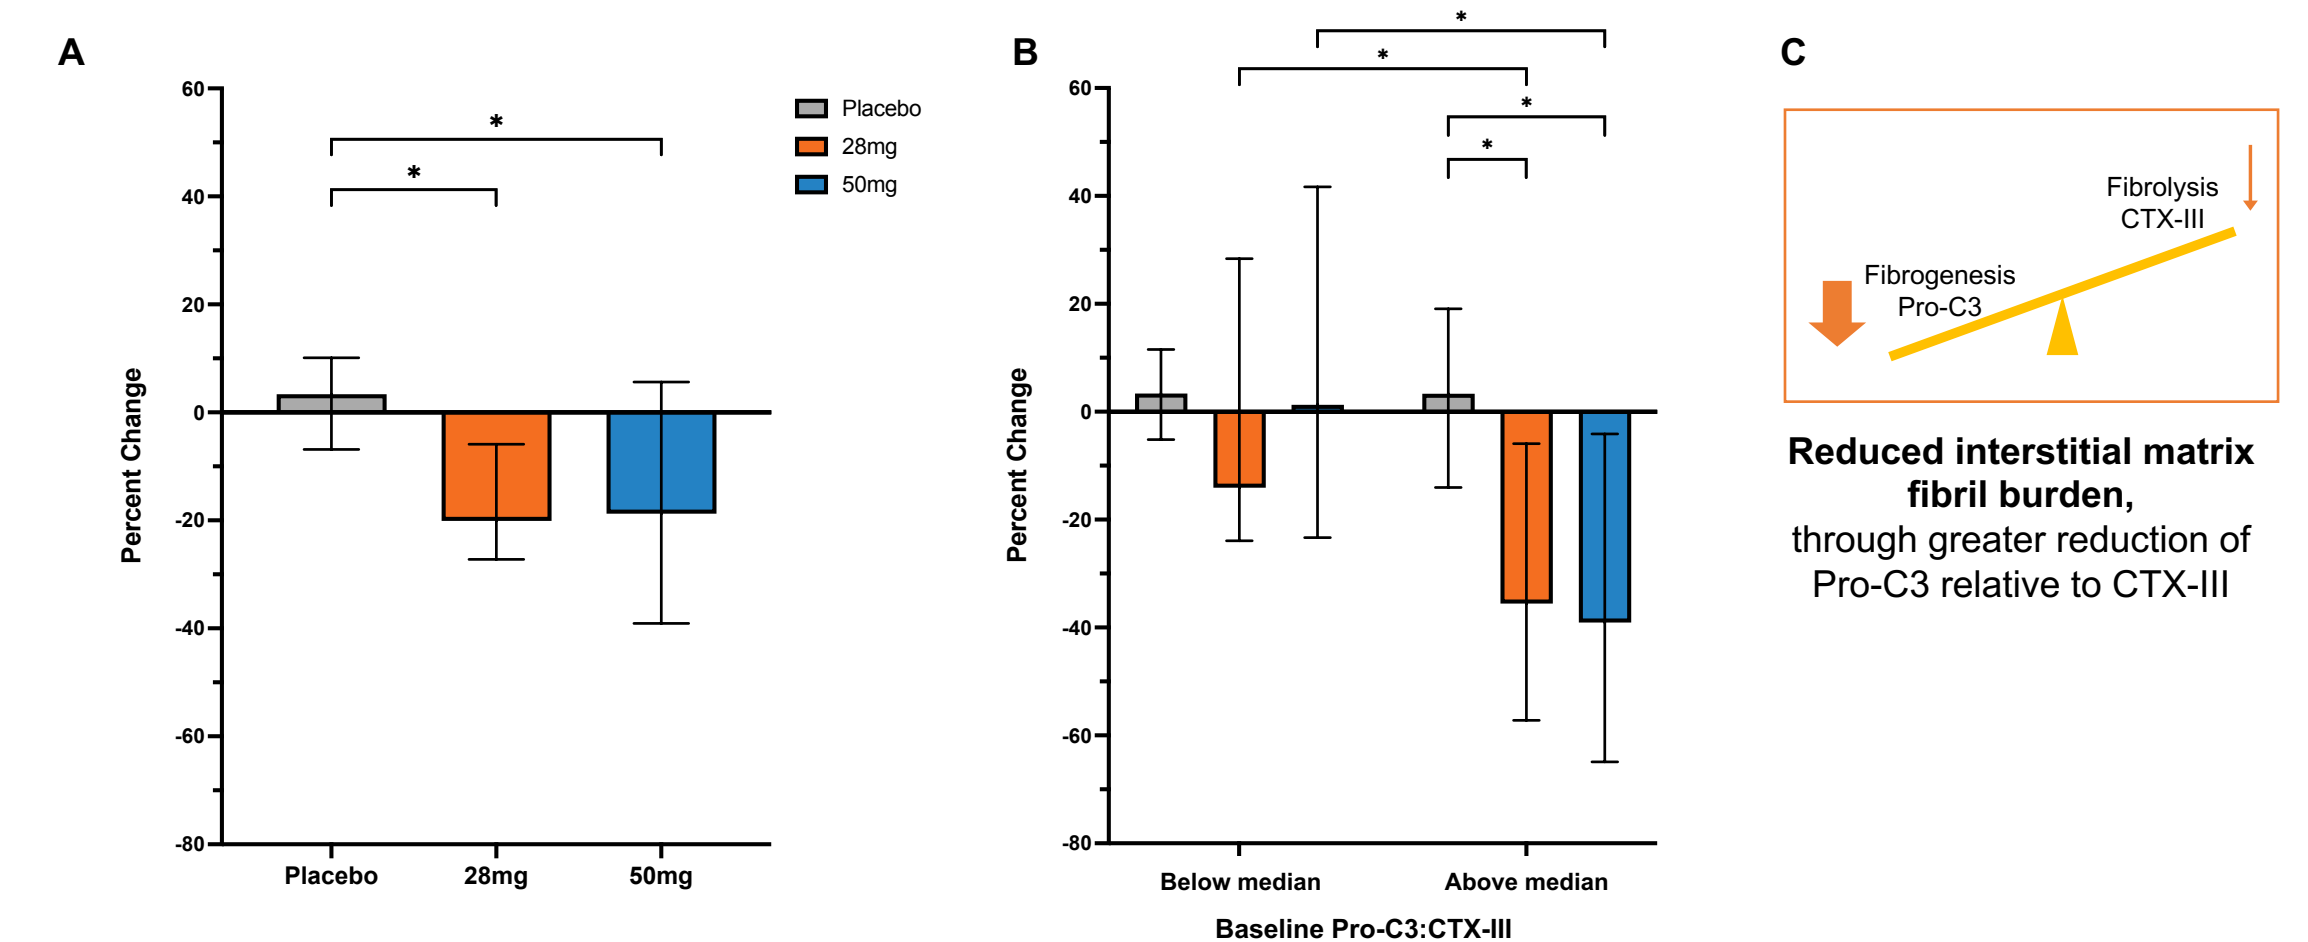 A
Percent Change
60
40
20
0
-20
-40
-60
-80
*
*
Placebo
28mg
50mg
Placebo
28mg
50mg
B
Percent Change
60
40
20
0
-20
-40
-60
-80
*
*
*
*
Below median
Above median
Baseline Pro-C3:CTX-III
C
Fibrolysis
CTX-III
Fibrogenesis
Pro-C3
Reduced interstitial matrix
fibril burden,
through greater reduction of
Pro-C3 relative to CTX-III